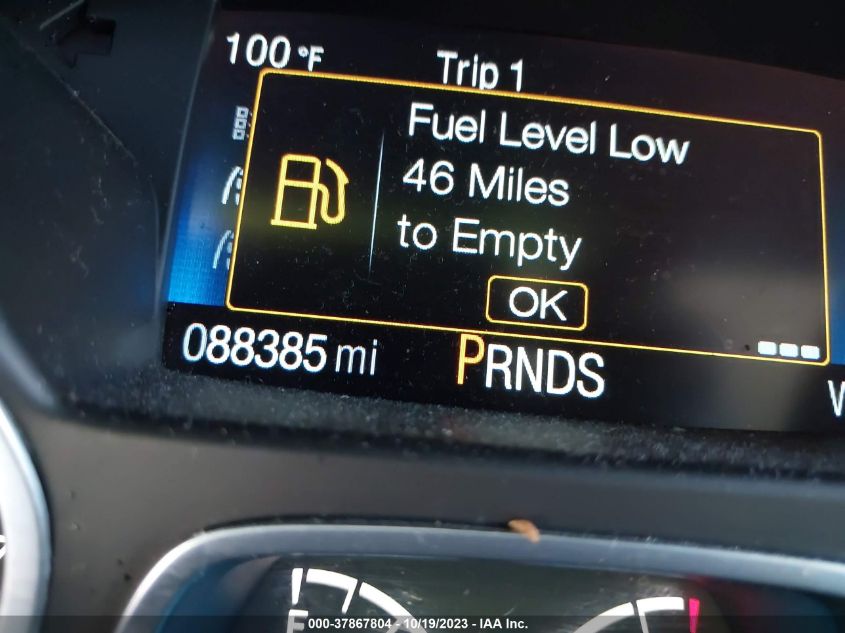 100 °F
Trip 1
Fuel Level Low
46 Miles
to Empty
OK
088385 mi
PRNDS
000-37867804 - 10/19/2023 - IAA Inc.